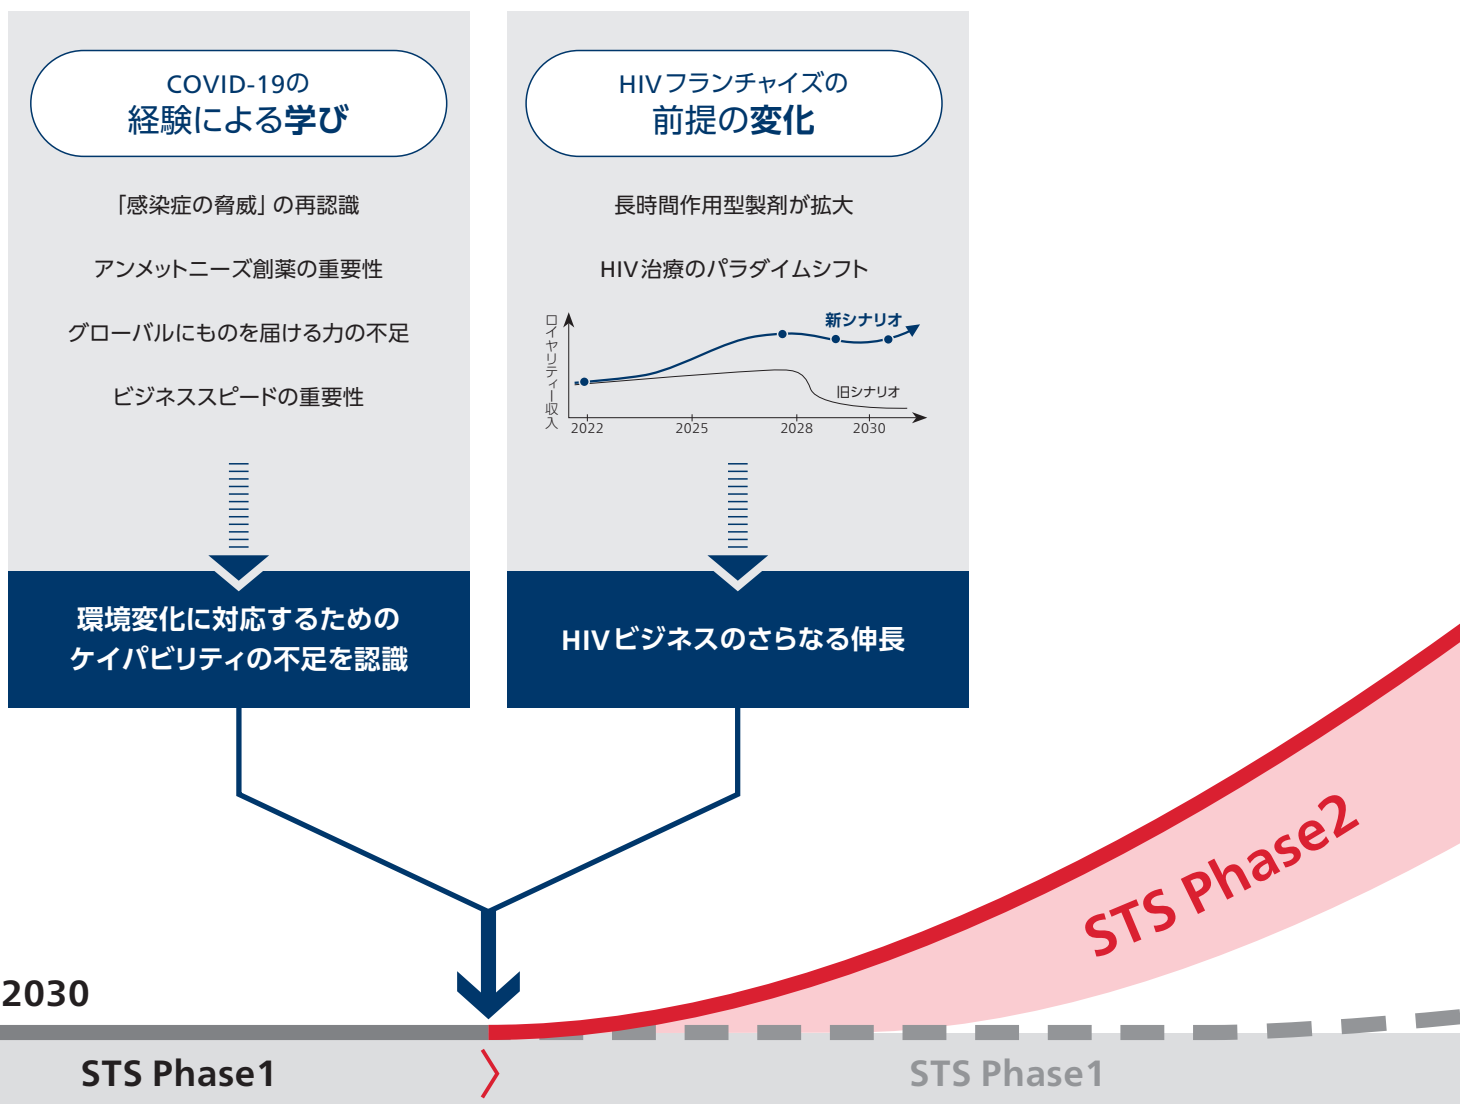 COVID-19の
経験による学び
「感染症の脅威」の再認識
アンメットニーズ創薬の重要性
グローバルにものを届ける力の不足
ビジネススピードの重要性
環境変化に対応するための
ケイパビリティの不足を認識
HIVフランチャイズの
前提の変化
長時間作用型製剤が拡大
HIV治療のパラダイムシフト
ロイヤリティー収入
新シナリオ
旧シナリオ
2022 2025 2028 2030
HIVビジネスのさらなる伸長
STS Phase2
2030
STS Phase1
STS Phase1